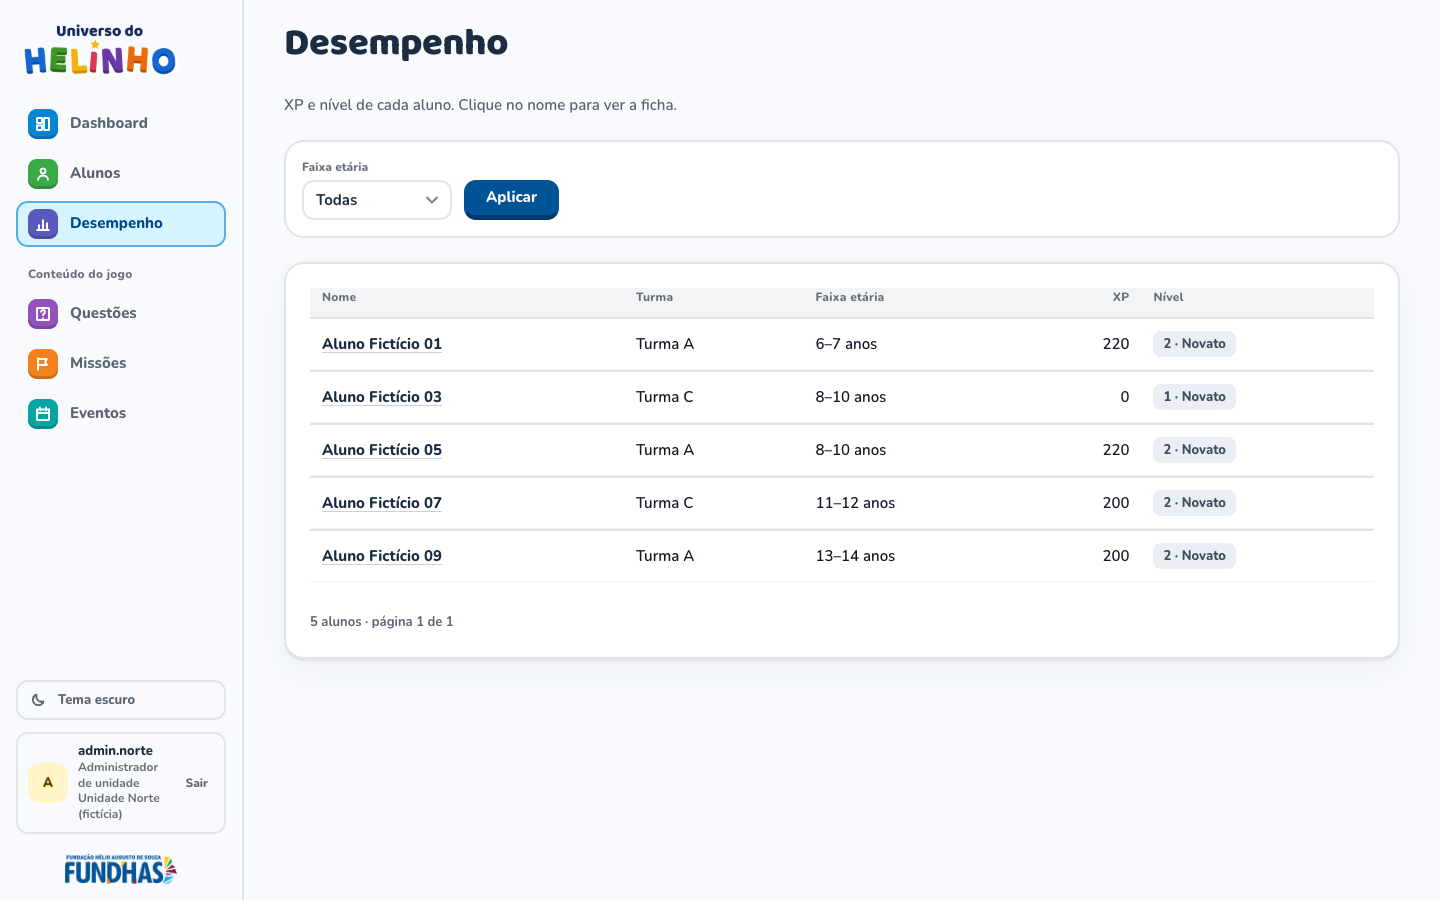 Universo do
HELINHO
Dashboard
Alunos
Desempenho
Conteúdo do jogo
Questões
Missões
Eventos
Tema escuro
A
admin.norte
Administrador
de unidade
Unidade Norte
(fictícia)
Sair
FUNDAÇÃO HÉLIO AUGUSTO DE SOUZA
FUNDHAS
Desempenho
XP e nível de cada aluno. Clique no nome para ver a ficha.
Faixa etária
Todas
Aplicar
Nome Turma Faixa etária XP Nível
Aluno Fictício 01 Turma A 6–7 anos 220 2 · Novato
Aluno Fictício 03 Turma C 8–10 anos 0 1 · Novato
Aluno Fictício 05 Turma A 8–10 anos 220 2 · Novato
Aluno Fictício 07 Turma C 11–12 anos 200 2 · Novato
Aluno Fictício 09 Turma A 13–14 anos 200 2 · Novato
5 alunos · página 1 de 1